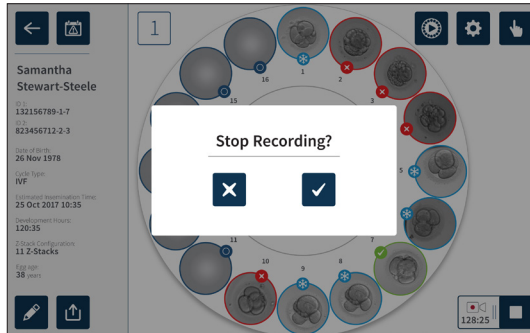 1
Samantha
Stewart-Steele
ID 1:
132156789-1-7
ID 2:
823456712-2-3
Date of Birth:
26 Nov 1978
Cycle Type:
IVF
Estimated Insemination Time:
25 Oct 2017 10:35
Development Hours:
120:35
Z-Stack Configuration:
11 Z-Stacks
Egg age:
38 years
16
1
2
15
3
Stop Recording?
5
11
7
10
9
8
128:25